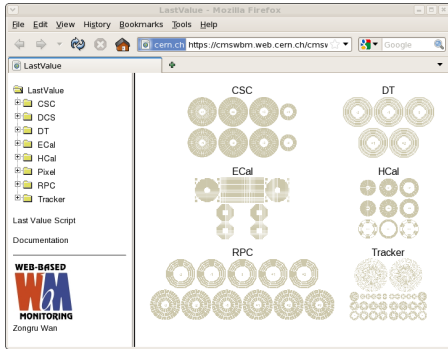 LastValue - Mozilla Firefox
File Edit View History Bookmarks Tools Help
cern.ch https://cmswbm.web.cern.ch/cmsw
Google
LastValue
LastValue
CSC
DCS
DT
ECal
HCal
Pixel
RPC
Tracker
Last Value Script
Documentation
WEB-BASED
WbM
MONITORING
Zongru Wan
CSC
DT
ECal
HCal
RPC
Tracker